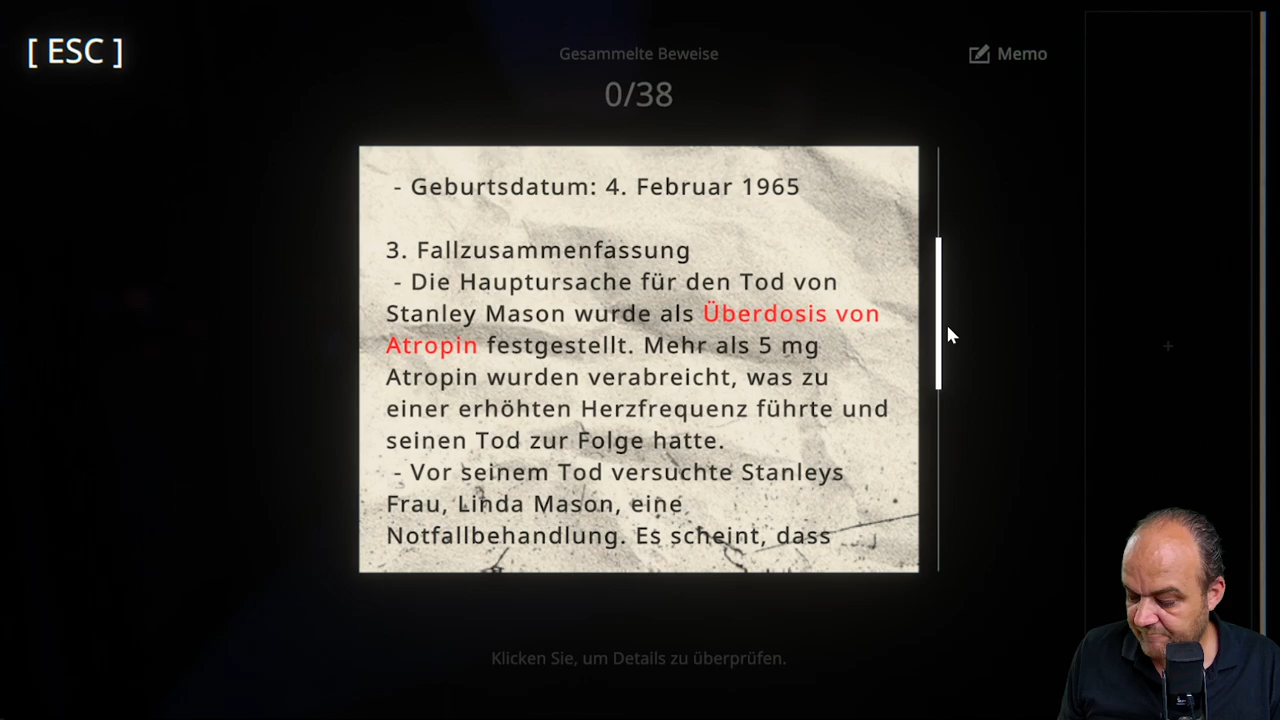 [ ESC ]
Gesammelte Beweise
0/38
Memo
- Geburtsdatum: 4. Februar 1965
3. Fallzusammenfassung
- Die Hauptursache für den Tod von
Stanley Mason wurde als Überdosis von
Atropin festgestellt. Mehr als 5 mg
Atropin wurden verabreicht, was zu
einer erhöhten Herzfrequenz führte und
seinen Tod zur Folge hatte.
- Vor seinem Tod versuchte Stanleys
Frau, Linda Mason, eine
Notfallbehandlung. Es scheint, dass
Klicken Sie, um Details zu überprüfen.